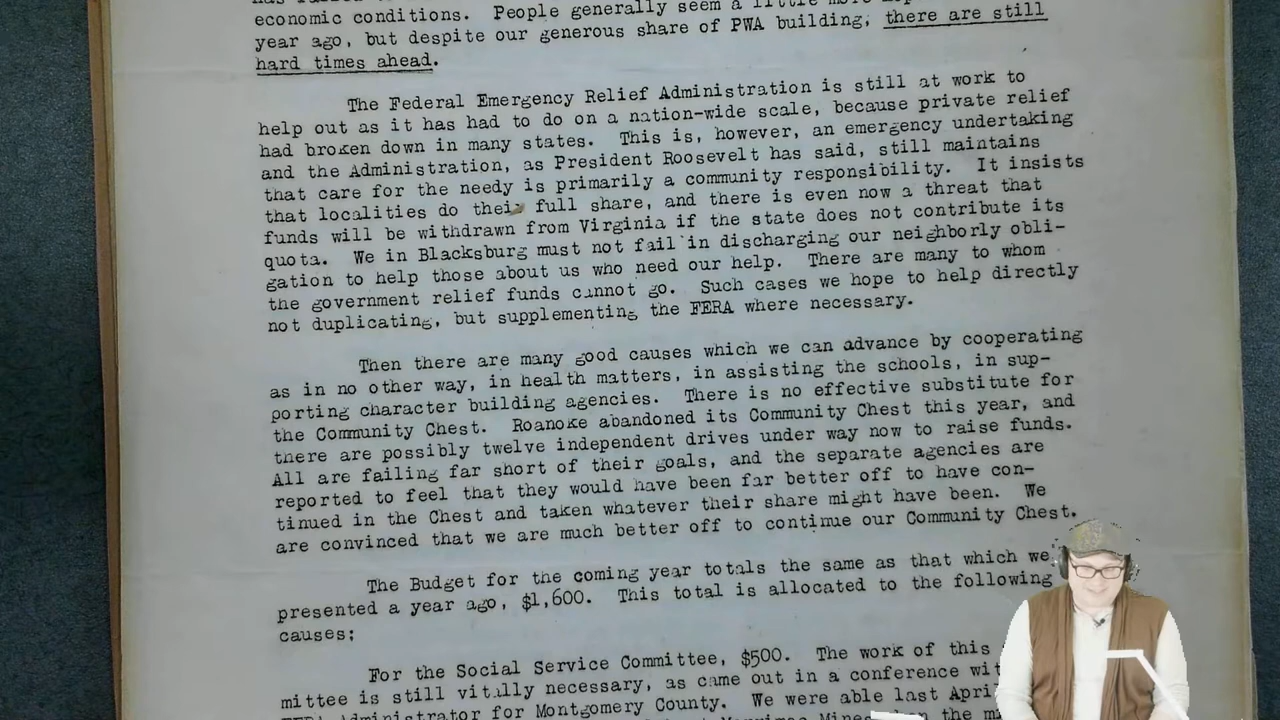 economic conditions. People generally seem a little more
year ago, but despite our generous share of PWA building, there are still
hard times ahead.
The Federal Emergency Relief Administration is still at work to
help out as it has had to do on a nation-wide scale, because private relief
had broken down in many states. This is, however, an emergency undertaking
and the Administration, as President Roosevelt has said, still maintains
that care for the needy is primarily a community responsibility. It insists
that localities do their full share, and there is even now a threat that
funds will be withdrawn from Virginia if the state does not contribute its
quota. We in Blacksburg must not fail in discharging our neighborly obli-
gation to help those about us who need our help. There are many to whom
the government relief funds cannot go. Such cases we hope to help directly
not duplicating, but supplementing the FERA where necessary.
Then there are many good causes which we can advance by cooperating
as in no other way, in health matters, in assisting the schools, in sup-
porting character building agencies. There is no effective substitute for
the Community Chest. Roanoke abandoned its Community Chest this year, and
there are possibly twelve independent drives under way now to raise funds.
All are failing far short of their goals, and the separate agencies are
reported to feel that they would have been far better off to have con-
tinued in the Chest and taken whatever their share might have been. We
are convinced that we are much better off to continue our Community Chest.
The Budget for the coming year totals the same as that which we
presented a year ago, $1,600. This total is allocated to the following
causes:
For the Social Service Committee, $500. The work of this
mittee is still vitally necessary, as came out in a conference
Administrator for Montgomery County. We were able last April
Merrimac Mines